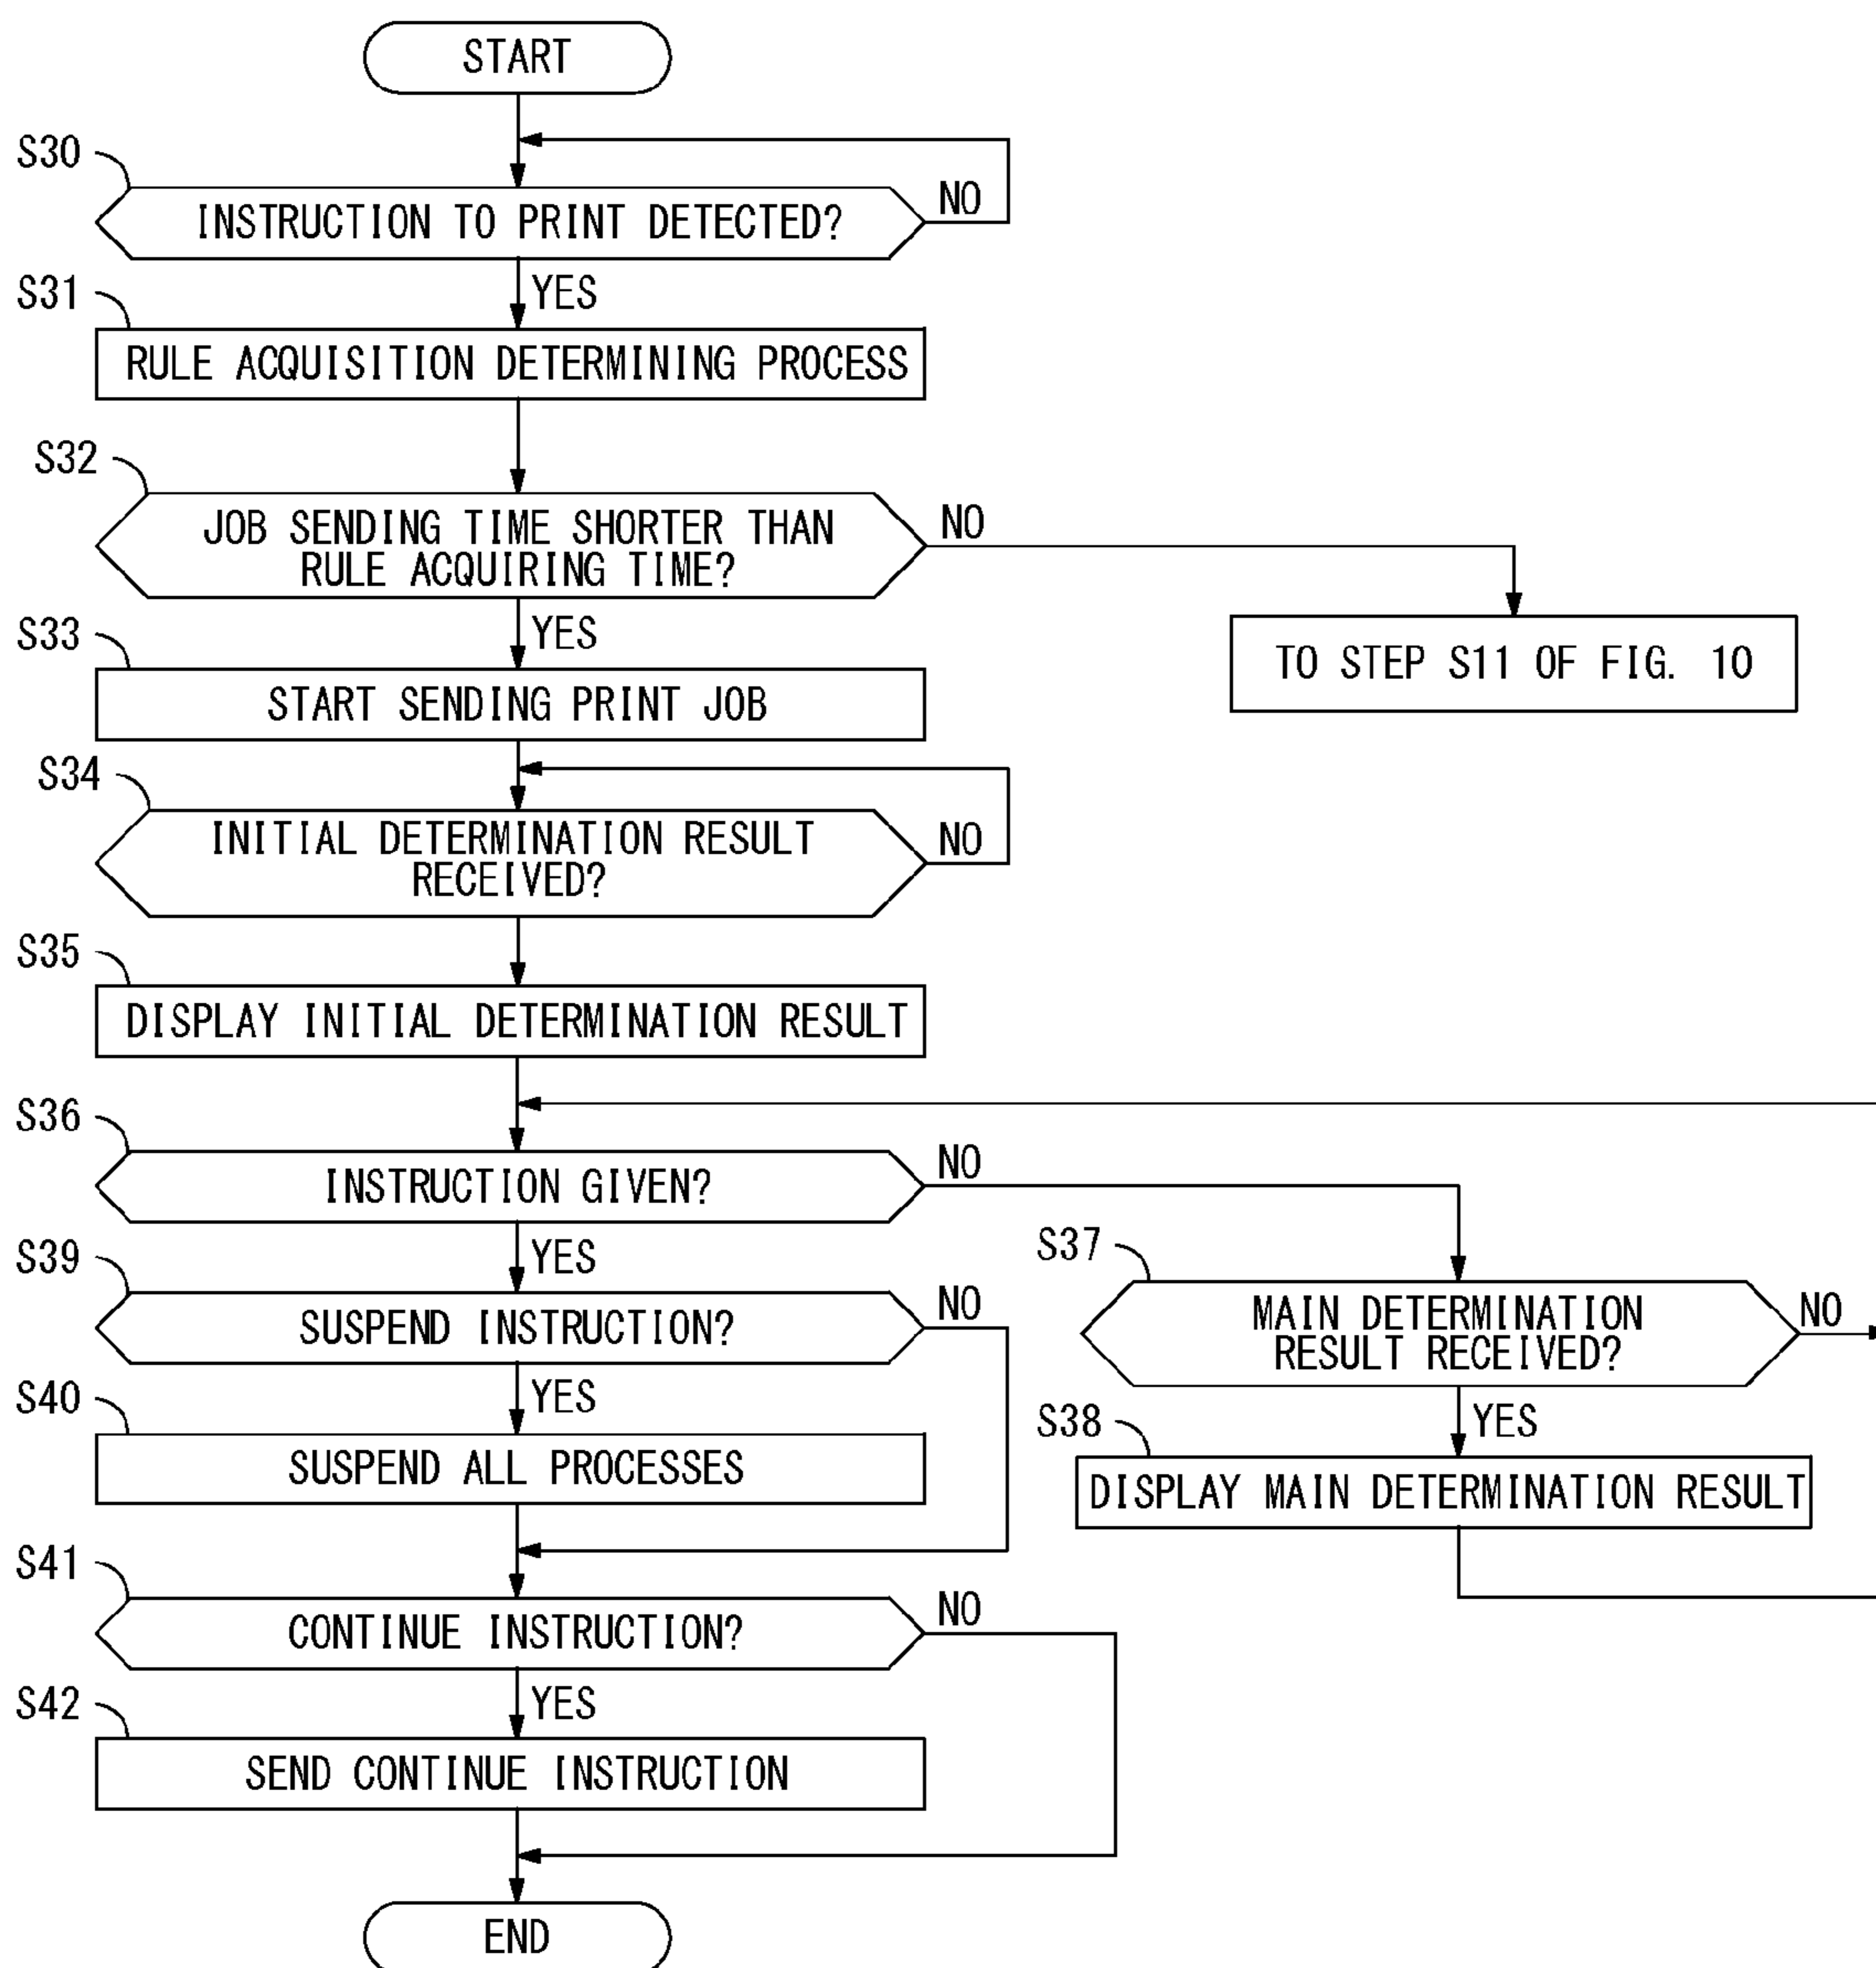 START
S30
INSTRUCTION TO PRINT DETECTED?
NO
YES
S31
RULE ACQUISITION DETERMINING PROCESS
S32
JOB SENDING TIME SHORTER THAN
RULE ACQUIRING TIME?
NO
YES
TO STEP S11 OF FIG. 10
S33
START SENDING PRINT JOB
S34
INITIAL DETERMINATION RESULT
RECEIVED?
NO
S35
DISPLAY INITIAL DETERMINATION RESULT
S36
INSTRUCTION GIVEN?
NO
YES
S37
MAIN DETERMINATION
RESULT RECEIVED?
NO
YES
S38
DISPLAY MAIN DETERMINATION RESULT
S39
SUSPEND INSTRUCTION?
NO
YES
S40
SUSPEND ALL PROCESSES
S41
CONTINUE INSTRUCTION?
NO
YES
S42
SEND CONTINUE INSTRUCTION
END